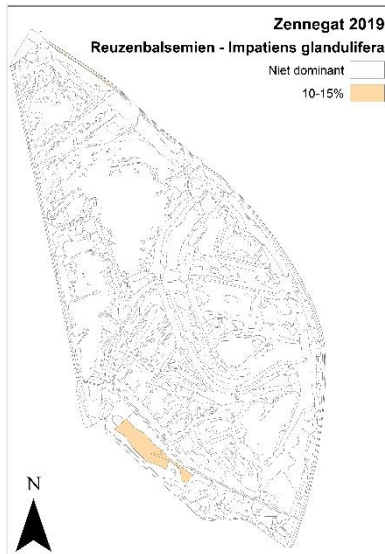 Zennegat 2019
Reuzenbalsemien - Impatiens glandulifera
Niet dominant
10-15%
N